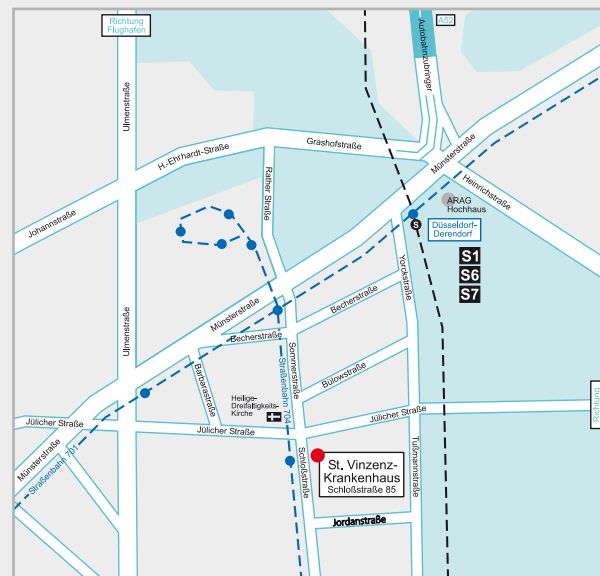 Richtung
Flughafen
A52
Autobahnzubringer
Ulmenstraße
H.-Ehrhardt-Straße
Grashofstraße
Münsterstraße
Heinrichstraße
Johannstraße
Rather Straße
ARAG
Hochhaus
S
Düsseldorf-
Derendorf
S1
S6
S7
Yorckstraße
Münsterstraße
Becherstraße
Becherstraße
Ulmenstraße
Sommerstraße
Straßenbahn 704
Barbarastraße
Bülowstraße
Heilige-
Dreifaltigkeits-
Kirche
Jülicher Straße
Jülicher Straße
Jülicher Straße
Richtung
Münsterstraße
Straßenbahn 701
Schloßstraße
Tußmannstraße
St. Vinzenz-
Krankenhaus
Schloßstraße 85
Jordanstraße